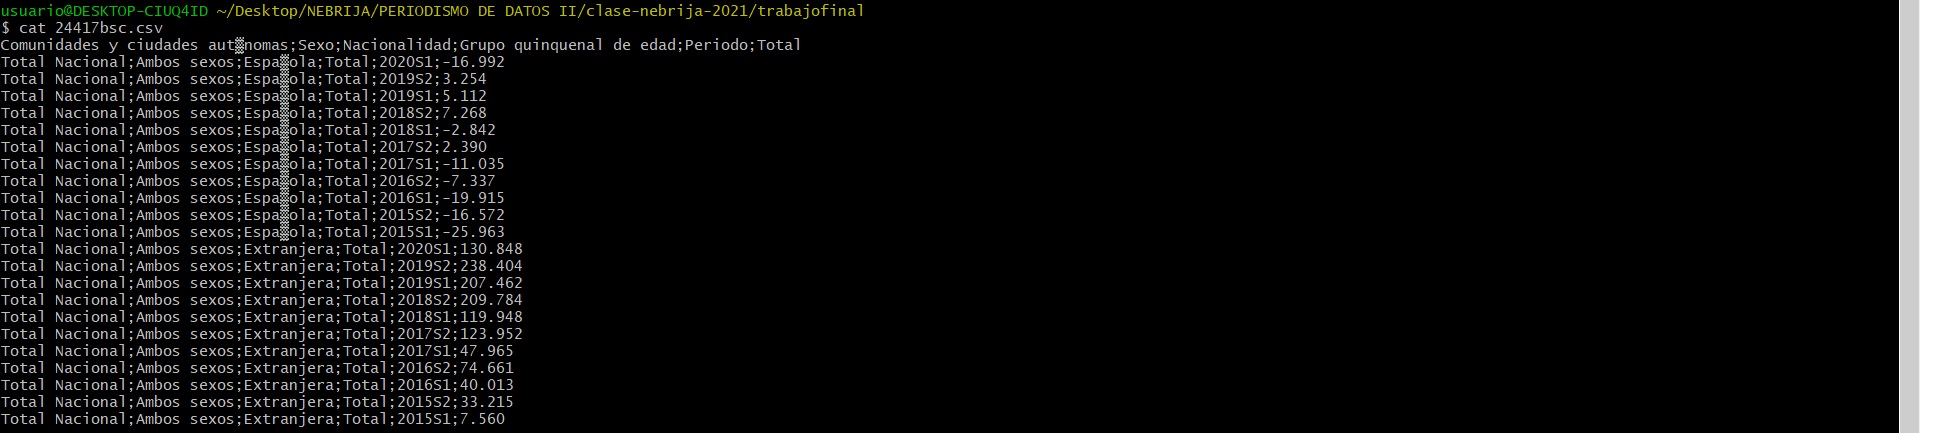 usuario@DESKTOP-CIUQ4ID ~/Desktop/NEBRIJA/PERIODISMO DE DATOS II/clase-nebrija-2021/trabajofinal
$ cat 24417bsc.csv
Comunidades y ciudades aut▒nomas;Sexo;Nacionalidad;Grupo quinquenal de edad;Periodo;Total
Total Nacional;Ambos sexos;Espa▒ola;Total;2020S1;-16.992
Total Nacional;Ambos sexos;Espa▒ola;Total;2019S2;3.254
Total Nacional;Ambos sexos;Espa▒ola;Total;2019S1;5.112
Total Nacional;Ambos sexos;Espa▒ola;Total;2018S2;7.268
Total Nacional;Ambos sexos;Espa▒ola;Total;2018S1;-2.842
Total Nacional;Ambos sexos;Espa▒ola;Total;2017S2;2.390
Total Nacional;Ambos sexos;Espa▒ola;Total;2017S1;-11.035
Total Nacional;Ambos sexos;Espa▒ola;Total;2016S2;-7.337
Total Nacional;Ambos sexos;Espa▒ola;Total;2016S1;-19.915
Total Nacional;Ambos sexos;Espa▒ola;Total;2015S2;-16.572
Total Nacional;Ambos sexos;Espa▒ola;Total;2015S1;-25.963
Total Nacional;Ambos sexos;Extranjera;Total;2020S1;130.848
Total Nacional;Ambos sexos;Extranjera;Total;2019S2;238.404
Total Nacional;Ambos sexos;Extranjera;Total;2019S1;207.462
Total Nacional;Ambos sexos;Extranjera;Total;2018S2;209.784
Total Nacional;Ambos sexos;Extranjera;Total;2018S1;119.948
Total Nacional;Ambos sexos;Extranjera;Total;2017S2;123.952
Total Nacional;Ambos sexos;Extranjera;Total;2017S1;47.965
Total Nacional;Ambos sexos;Extranjera;Total;2016S2;74.661
Total Nacional;Ambos sexos;Extranjera;Total;2016S1;40.013
Total Nacional;Ambos sexos;Extranjera;Total;2015S2;33.215
Total Nacional;Ambos sexos;Extranjera;Total;2015S1;7.560